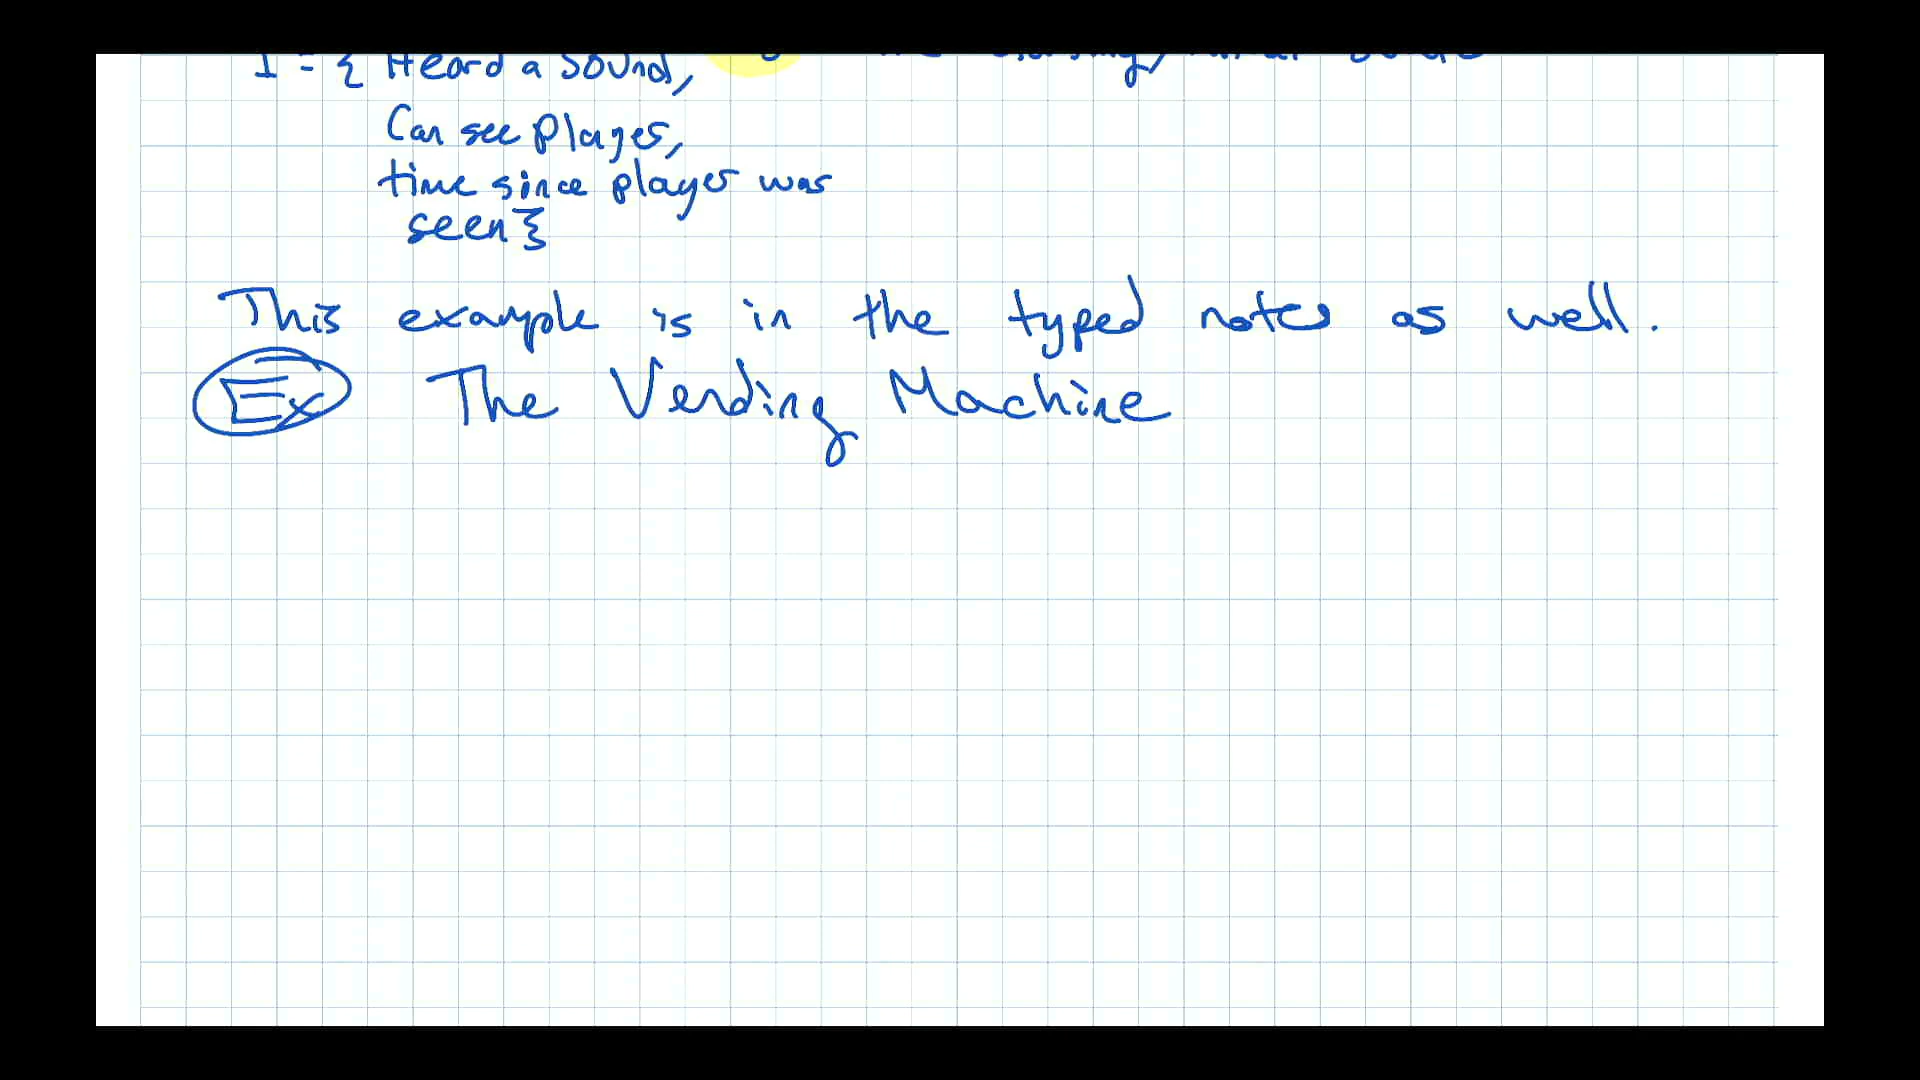 I = { Heard a sound,
Can see player,
time since player was
seen}
This example is in the typed notes as well.
Ex The Vending Machine